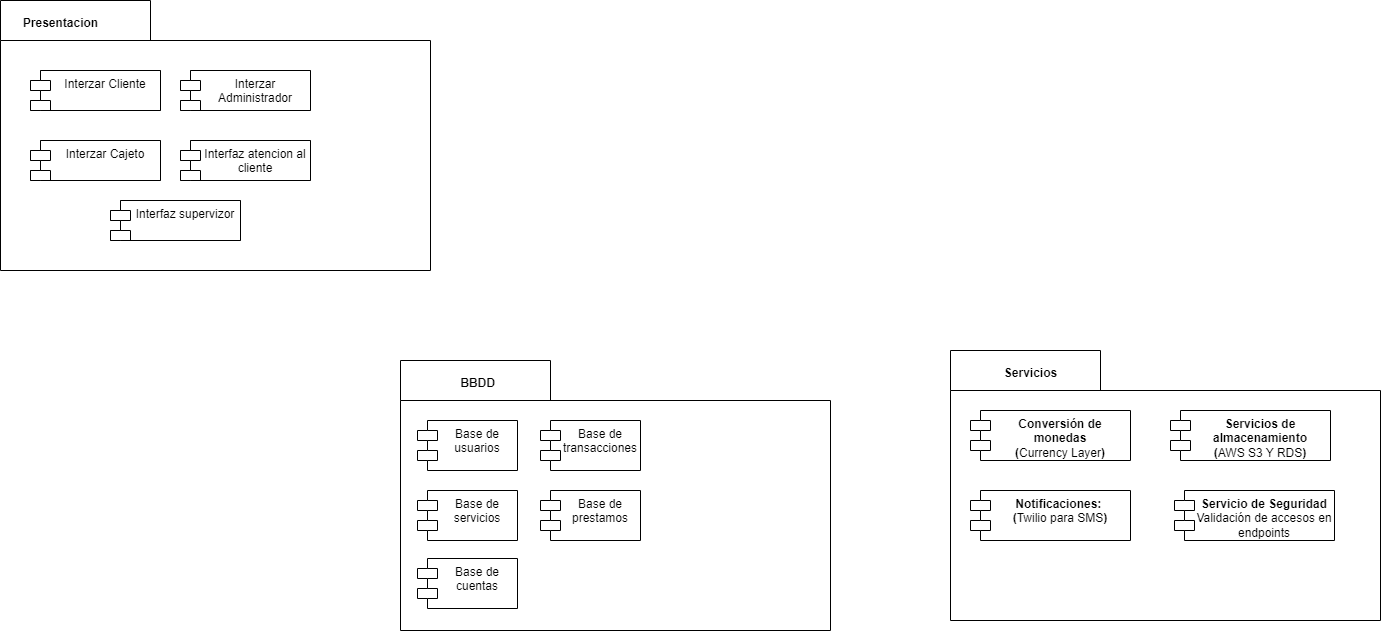 Presentacion
Interzar Cliente
Interzar
Administrador
Interzar Cajeto
Interfaz atencion al
cliente
Interfaz supervizor
BBDD
Base de
usuarios
Base de
transacciones
Base de
servicios
Base de
prestamos
Base de
cuentas
Servicios
Conversión de
monedas
(Currency Layer)
Servicios de
almacenamiento
(AWS S3 Y RDS)
Notificaciones:
(Twilio para SMS)
Servicio de Seguridad
Validación de accesos en
endpoints